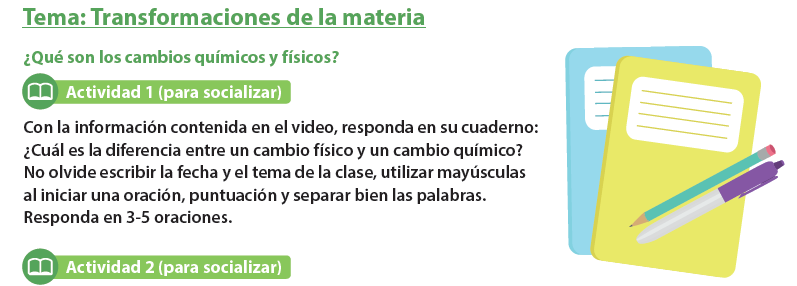 Tema: Transformaciones de la materia
¿Qué son los cambios químicos y físicos?
Actividad 1 (para socializar)
Con la información contenida en el video, responda en su cuaderno:
¿Cuál es la diferencia entre un cambio físico y un cambio químico?
No olvide escribir la fecha y el tema de la clase, utilizar mayúsculas
al iniciar una oración, puntuación y separar bien las palabras.
Responda en 3-5 oraciones.
Actividad 2 (para socializar)